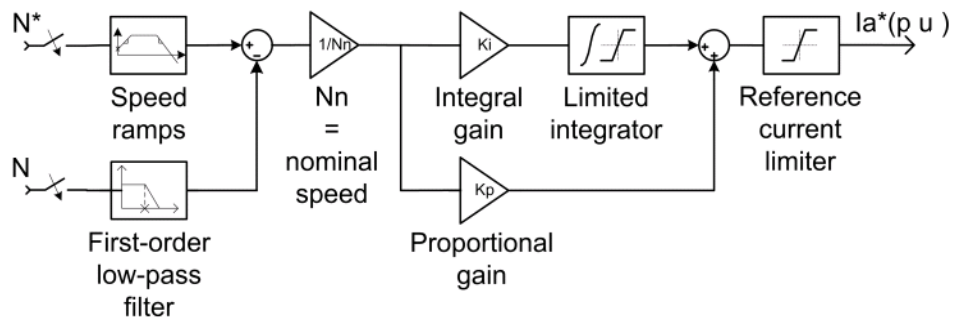 N*
Ia*(p u )
1/Nn
Ki
Speed
ramps
Nn
=
nominal
speed
Integral
gain
Limited
integrator
Reference
current
limiter
N
Kp
First-order
low-pass
filter
Proportional
gain